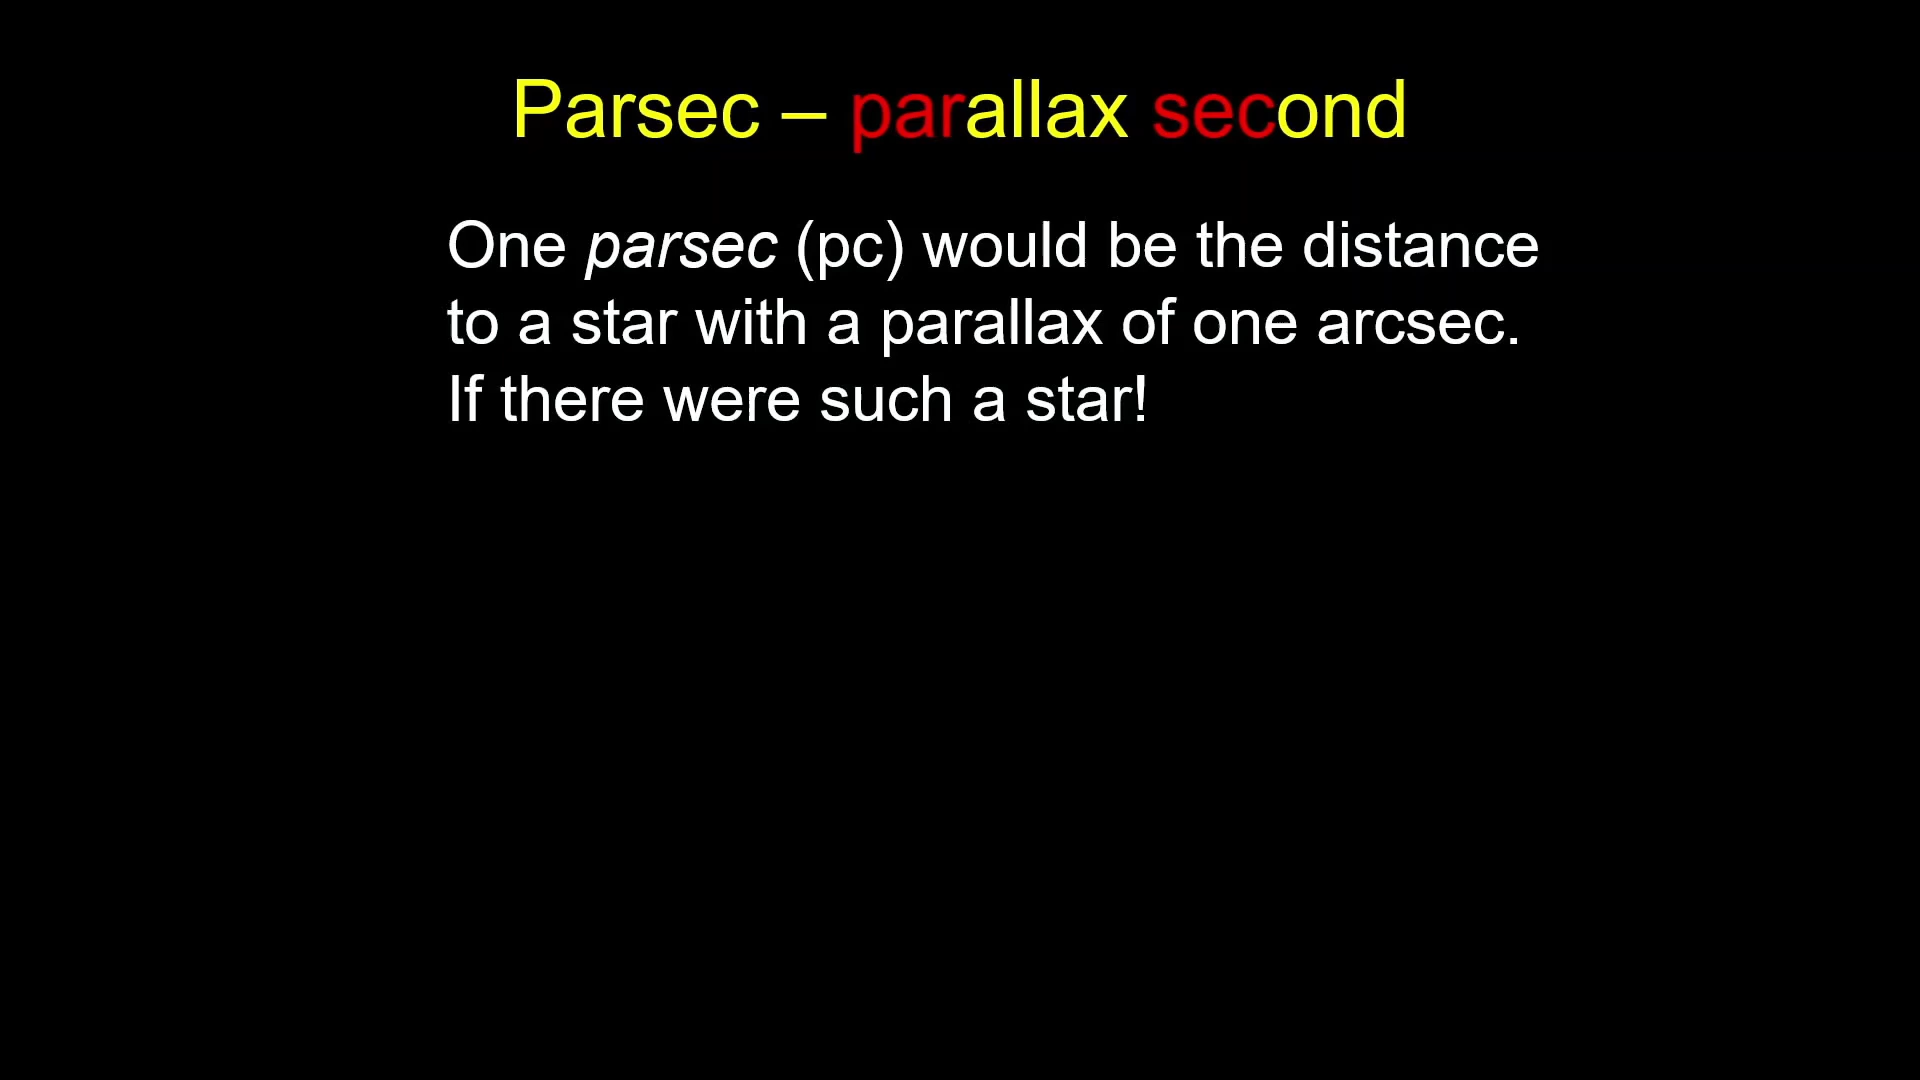 Parsec – parallax second
One parsec (pc) would be the distance
to a star with a parallax of one arcsec.
If there were such a star!